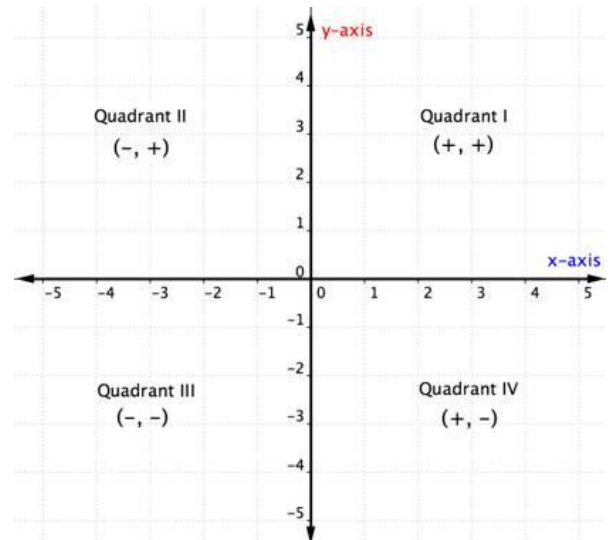 5
y-axis
4
Quadrant II
Quadrant I
(-, +)
3
(+, +)
2
1
x-axis
0
-5 -4 -3 -2 -1 0 1 2 3 4 5
-1
-2
Quadrant III
Quadrant IV
(-, -)
-3
(+, -)
-4
-5